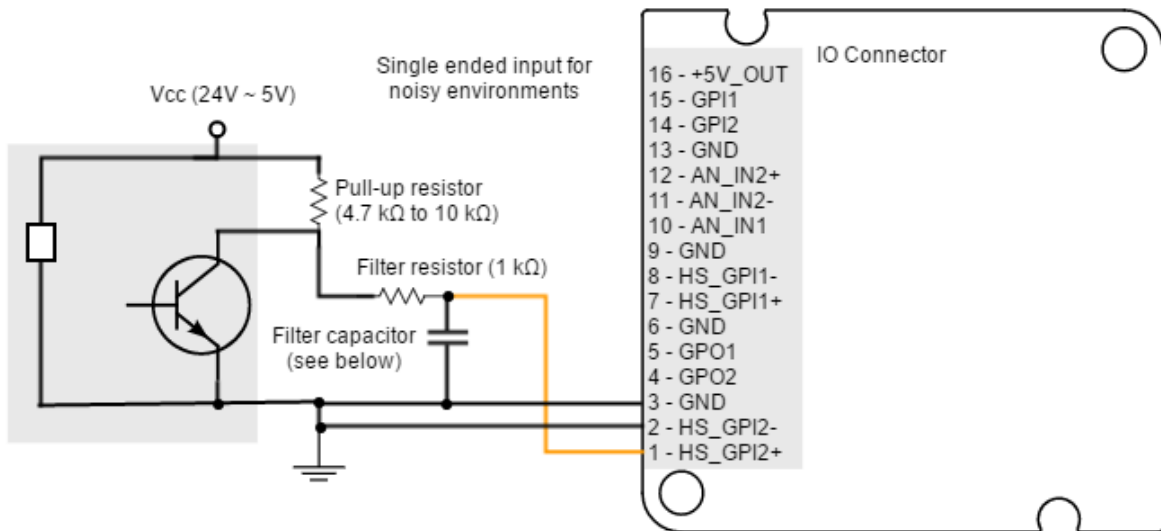 Single ended input for
noisy environments
IO Connector
Vcc (24V ~ 5V)
Pull-up resistor
(4.7 kΩ to 10 kΩ)
Filter resistor (1 kΩ)
Filter capacitor
(see below)
16 - +5V_OUT
15 - GPI1
14 - GPI2
13 - GND
12 - AN_IN2+
11 - AN_IN2-
10 - AN_IN1
9 - GND
8 - HS_GPI1-
7 - HS_GPI1+
6 - GND
5 - GPO1
4 - GPO2
3 - GND
2 - HS_GPI2-
1 - HS_GPI2+